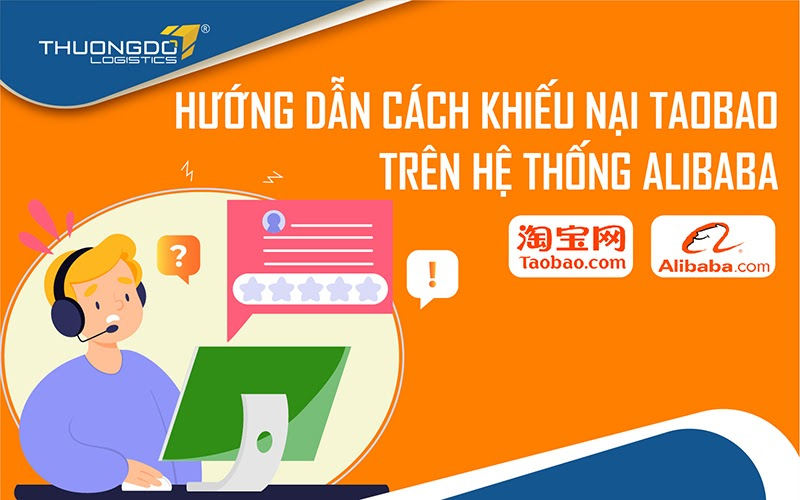 THUONGDO ®
LOGISTICS
HƯỚNG DẪN CÁCH KHIẾU NẠI TAOBAO
TRÊN HỆ THỐNG ALIBABA
?
!
淘宝网
Taobao.com
Alibaba.com